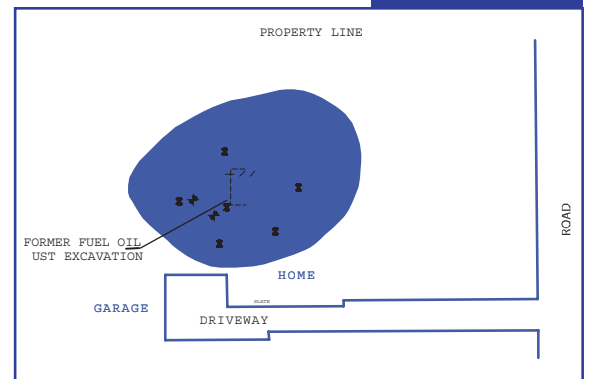 PROPERTY LINE
ROAD
FORMER FUEL OIL
UST EXCAVATION
HOME
GARAGE
DRIVEWAY